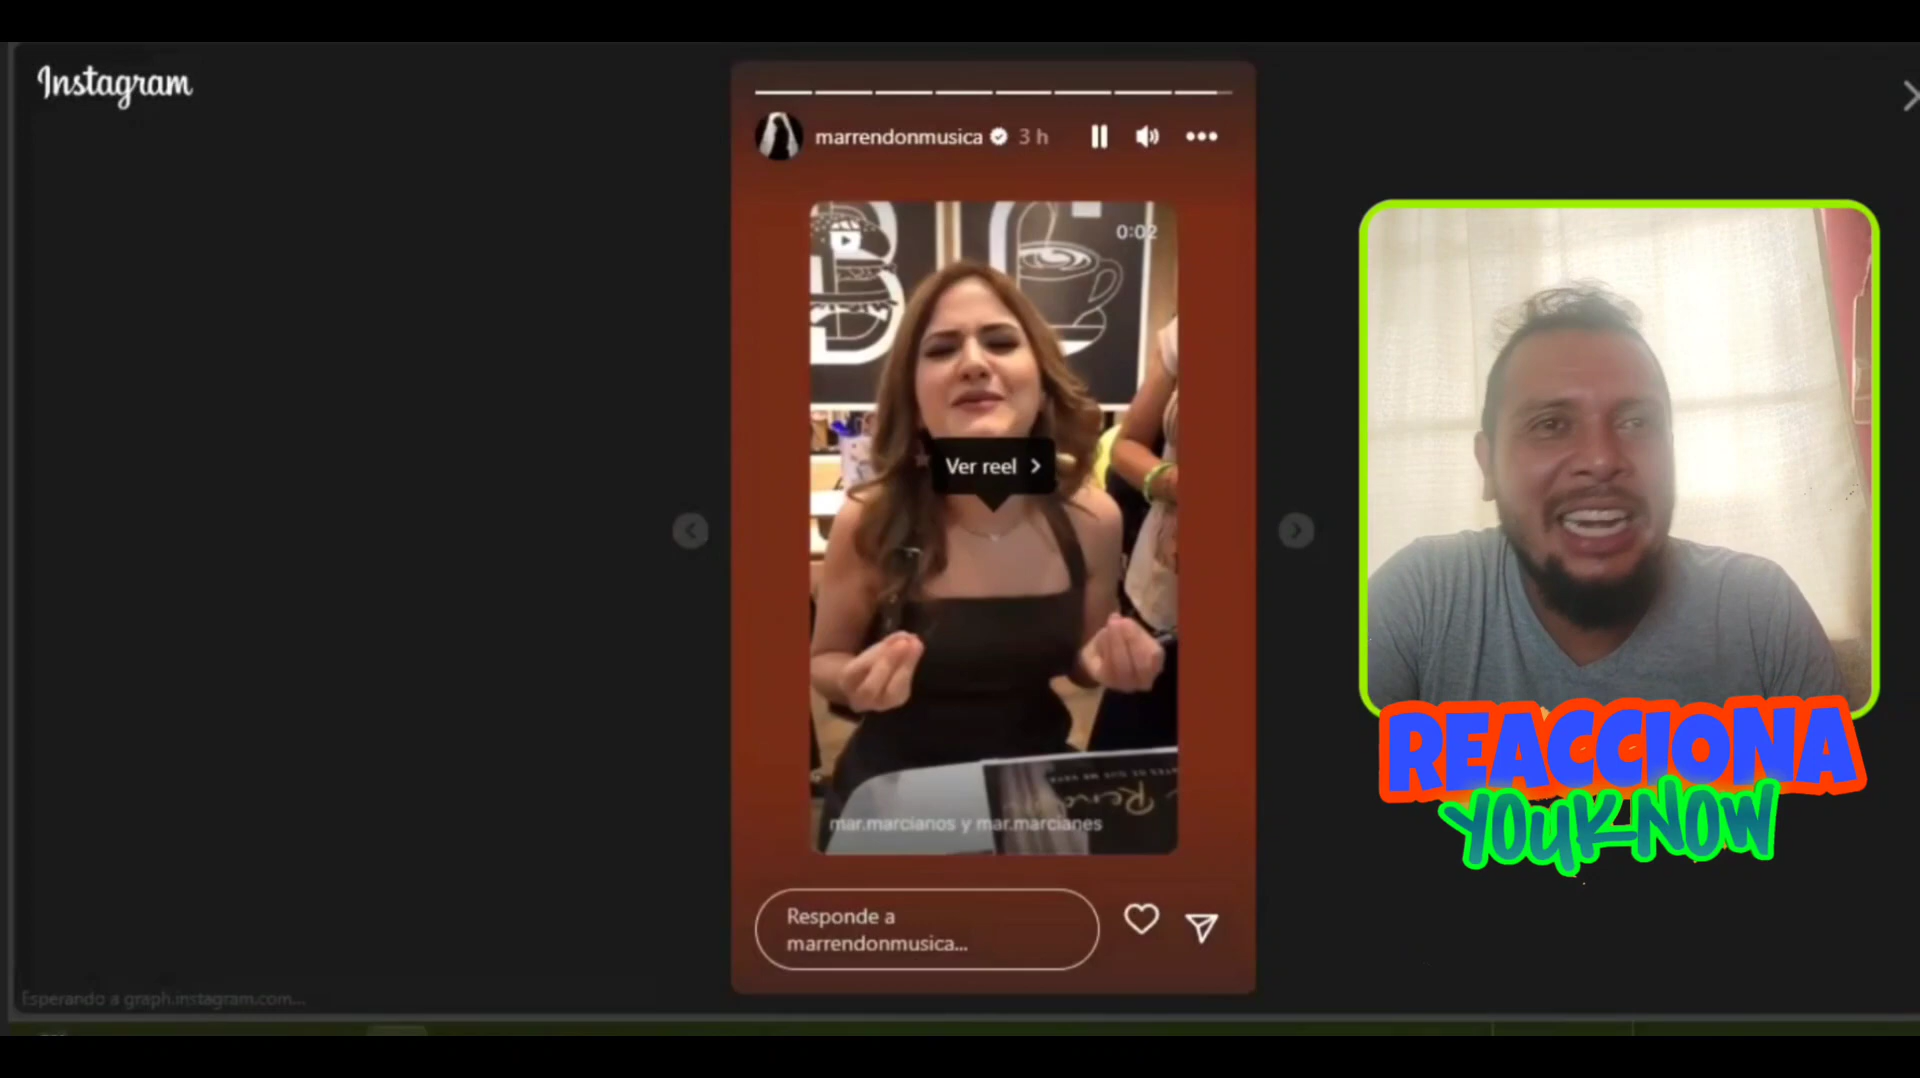 Instagram
marrendonmusica 3 h
0:02
Ver reel
Rendón
mar.marcianos y mar.marcianes
Responde a
marrendonmusica...
REACCIONA
YOUKNOW
Esperando a graph.instagram.com...